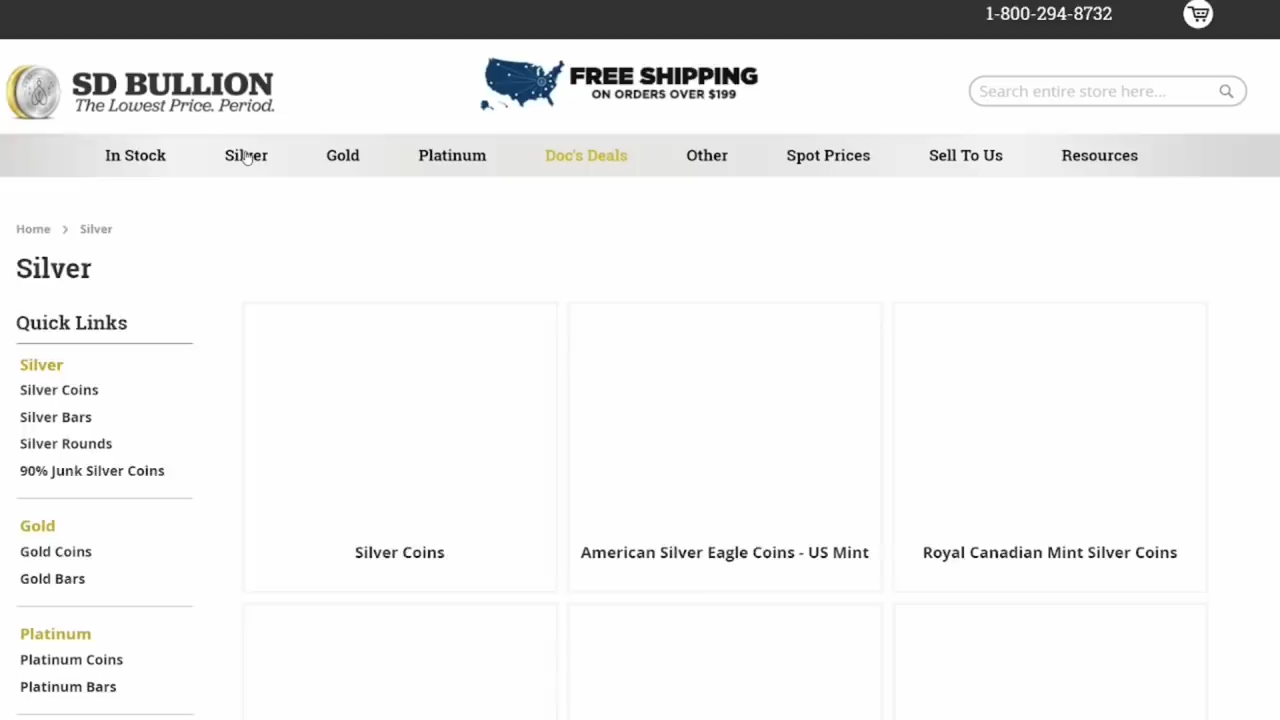 1-800-294-8732
SD BULLION
The Lowest Price. Period.
FREE SHIPPING
ON ORDERS OVER $199
Search entire store here...
In Stock Silver Gold Platinum Doc's Deals Other Spot Prices Sell To Us Resources
Home > Silver
Silver
Quick Links
Silver
Silver Coins
Silver Bars
Silver Rounds
90% Junk Silver Coins
Gold
Gold Coins
Gold Bars
Platinum
Platinum Coins
Platinum Bars
Silver Coins
American Silver Eagle Coins - US Mint
Royal Canadian Mint Silver Coins